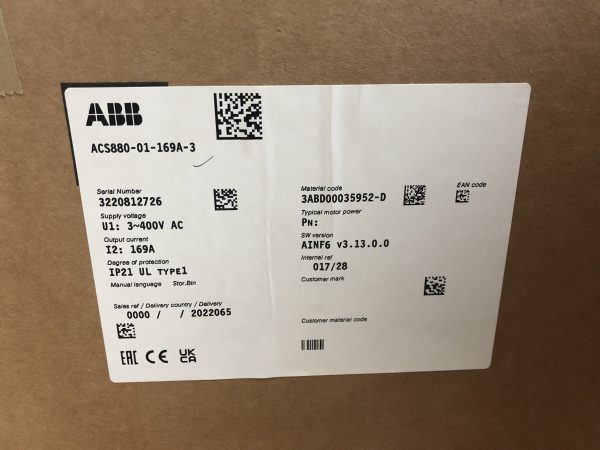 ABB
ACS880-01-169A-3
Serial Number
3220812726
Supply voltage
U1: 3~400V AC
Output current
I2: 169A
Degree of protection
IP21 UL TYPE1
Manual language Stor.Bin
Sales ref / Delivery country / Delivery
0000 / / 2022065
EAC CE UK CA
Material code
3ABD00035952-D
EAN code
Typical motor power
PN:
SW version
AINF6 v3.13.0.0
Internal ref
017/28
Customer mark
Customer material code